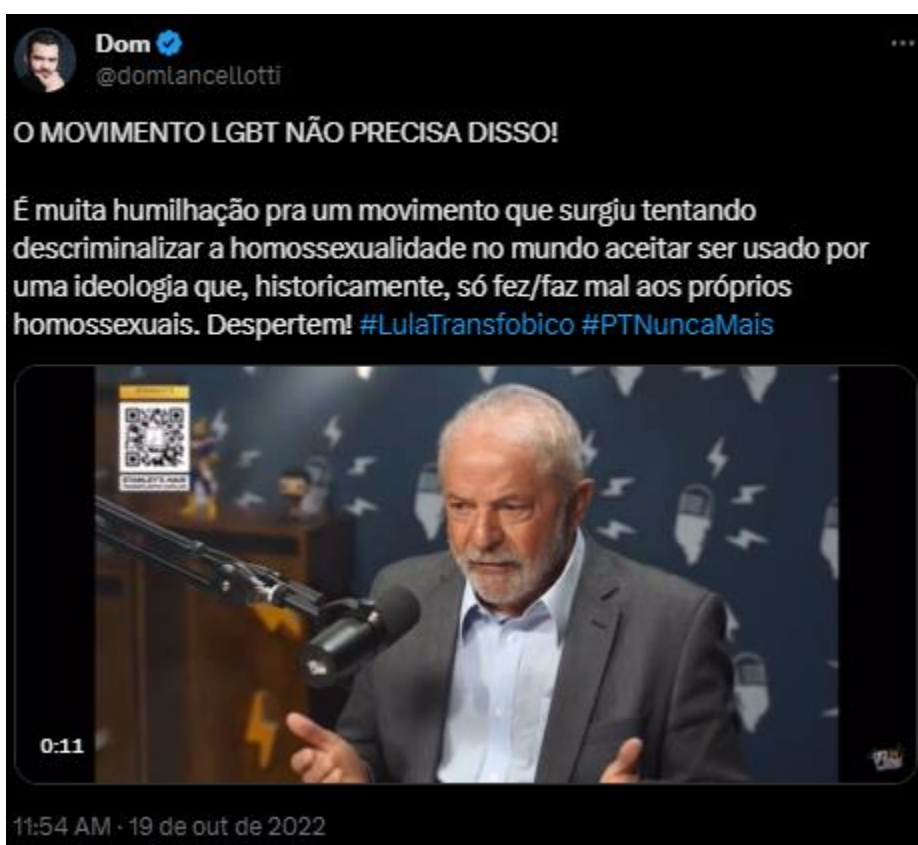 Dom
@domlancellotti
O MOVIMENTO LGBT NÃO PRECISA DISSO!
É muita humilhação pra um movimento que surgiu tentando
descriminalizar a homossexualidade no mundo aceitar ser usado por
uma ideologia que, historicamente, só fez/faz mal aos próprios
homossexuais. Despertem! #LulaTransfobico #PTNuncaMais
0:11
11:54 AM · 19 de out de 2022